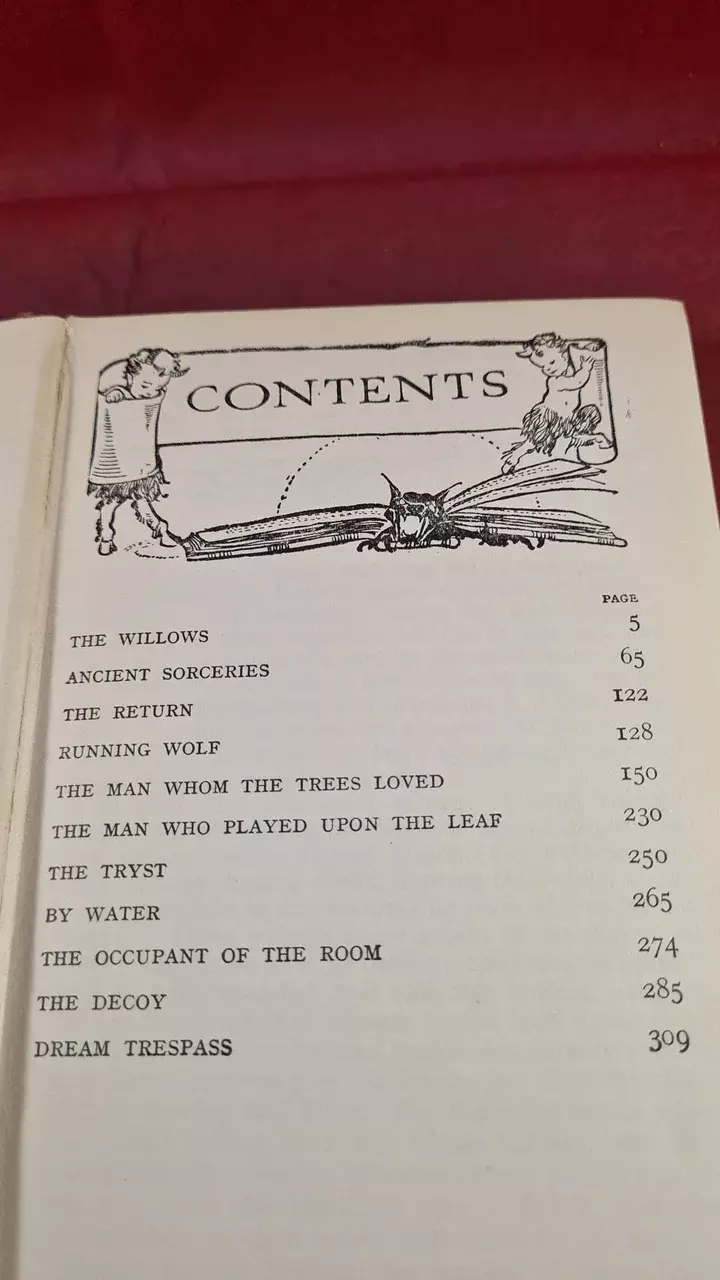 CONTENTS
PAGE
THE WILLOWS 5
ANCIENT SORCERIES 65
THE RETURN 122
RUNNING WOLF 128
THE MAN WHOM THE TREES LOVED 150
THE MAN WHO PLAYED UPON THE LEAF 230
THE TRYST 250
BY WATER 265
THE OCCUPANT OF THE ROOM 274
THE DECOY 285
DREAM TRESPASS 309